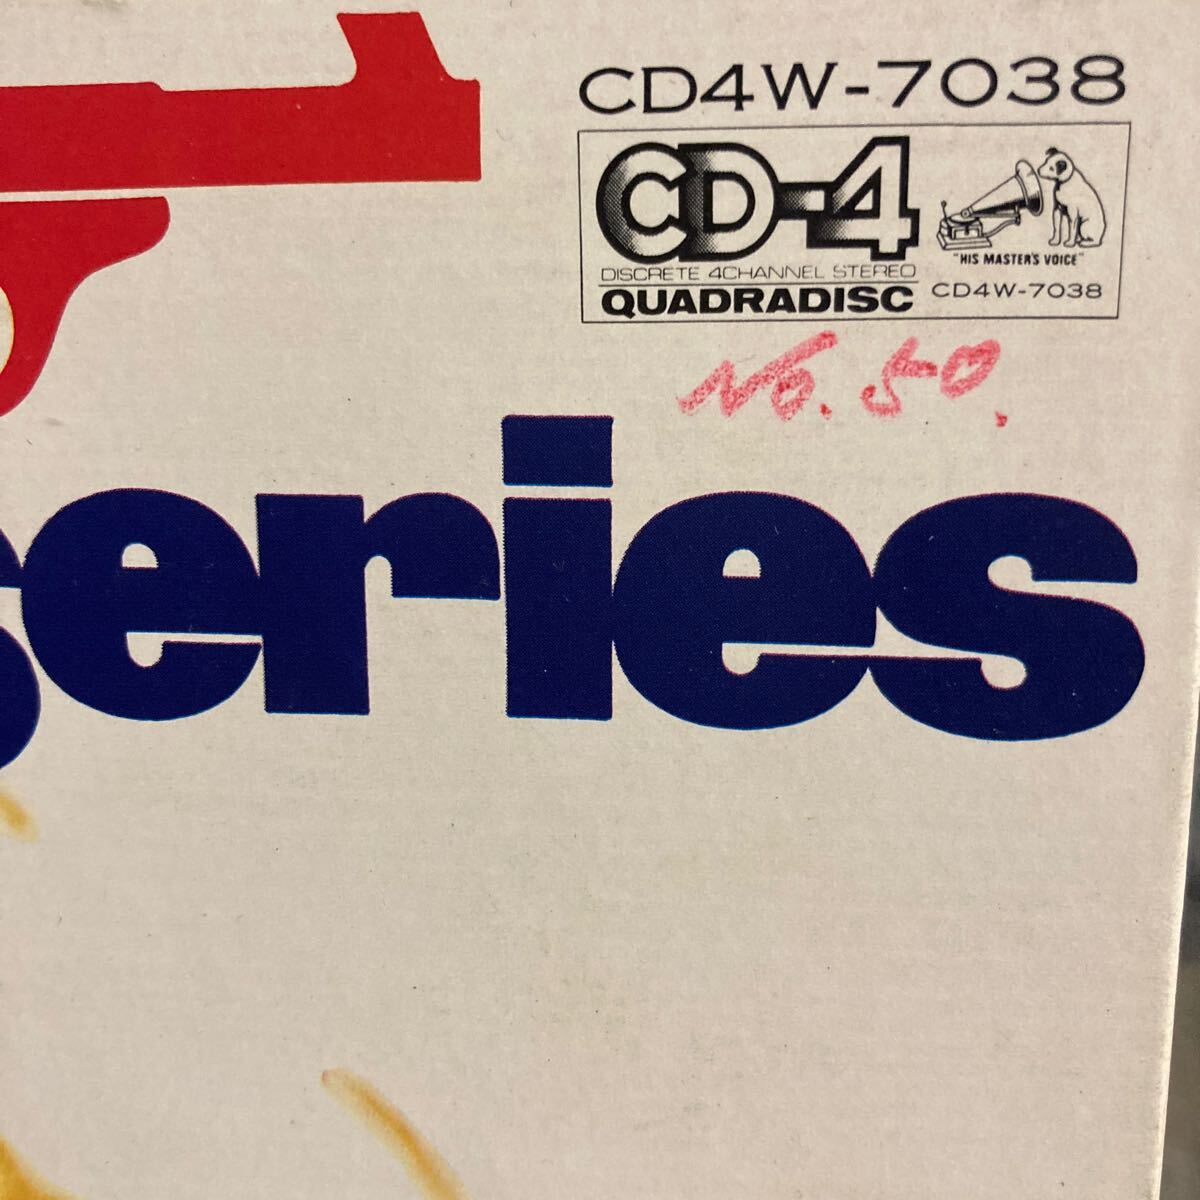 CD4W-7038
CD-4
DISCRETE 4CHANNEL STEREO
QUADRADISC
"HIS MASTER'S VOICE"
CD4W-7038
No. 50.
series